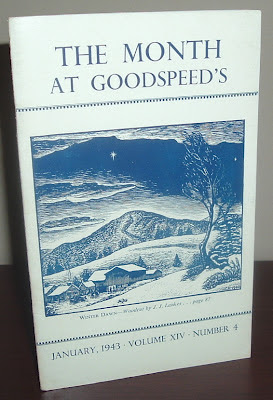 THE MONTH
AT GOODSPEED'S
WINTER DAWN—Woodcut by J. J. Lankes . . . page 87
JANUARY, 1943 · VOLUME XIV · NUMBER 4